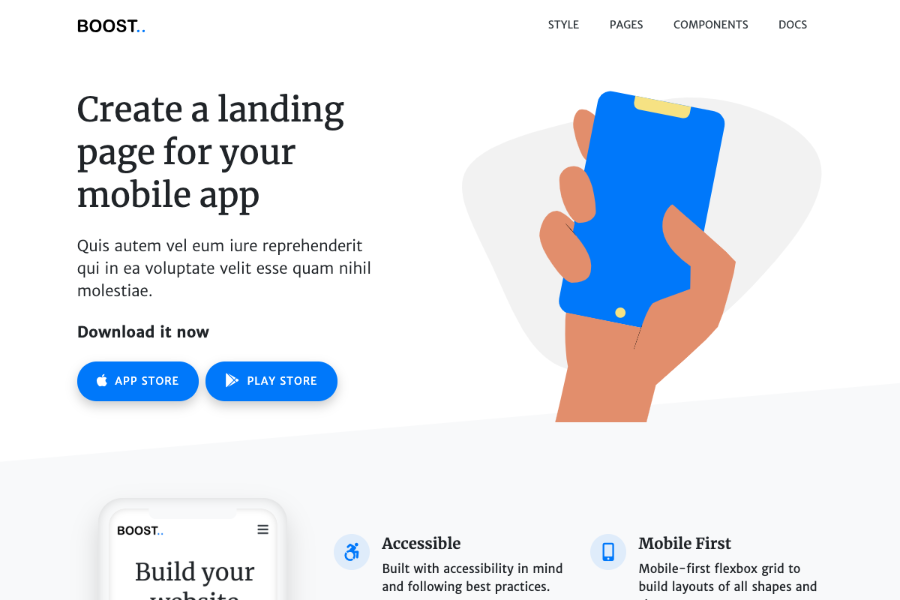 BOOST..
STYLE PAGES COMPONENTS DOCS
Create a landing
page for your
mobile app
Quis autem vel eum iure reprehenderit
qui in ea voluptate velit esse quam nihil
molestiae.
Download it now
APP STORE
PLAY STORE
BOOST..
Build your
website
Accessible
Built with accessibility in mind
and following best practices.
Mobile First
Mobile-first flexbox grid to
build layouts of all shapes and